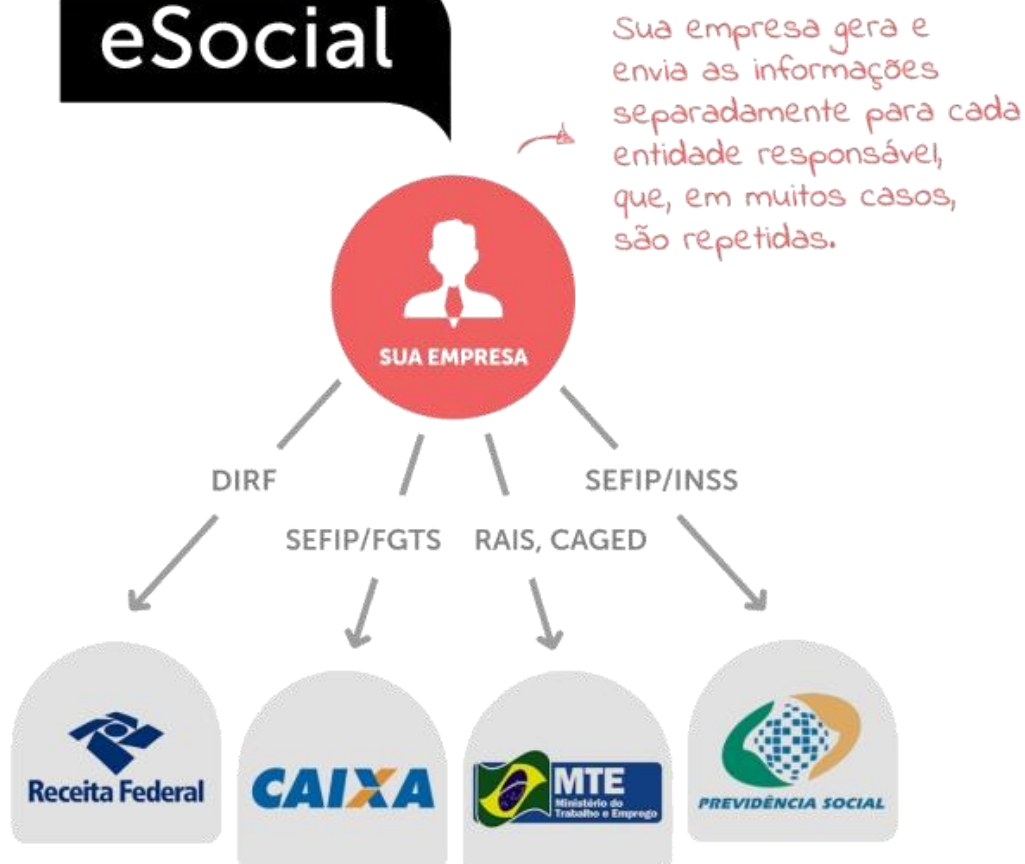 eSocial
Sua empresa gera e
envia as informações
separadamente para cada
entidade responsável,
que, em muitos casos,
são repetidas.
SUA EMPRESA
DIRF
SEFIP/INSS
SEFIP/FGTS
RAIS, CAGED
Receita Federal
CAIXA
MTE
Ministério do
Trabalho e Emprego
PREVIDÊNCIA SOCIAL